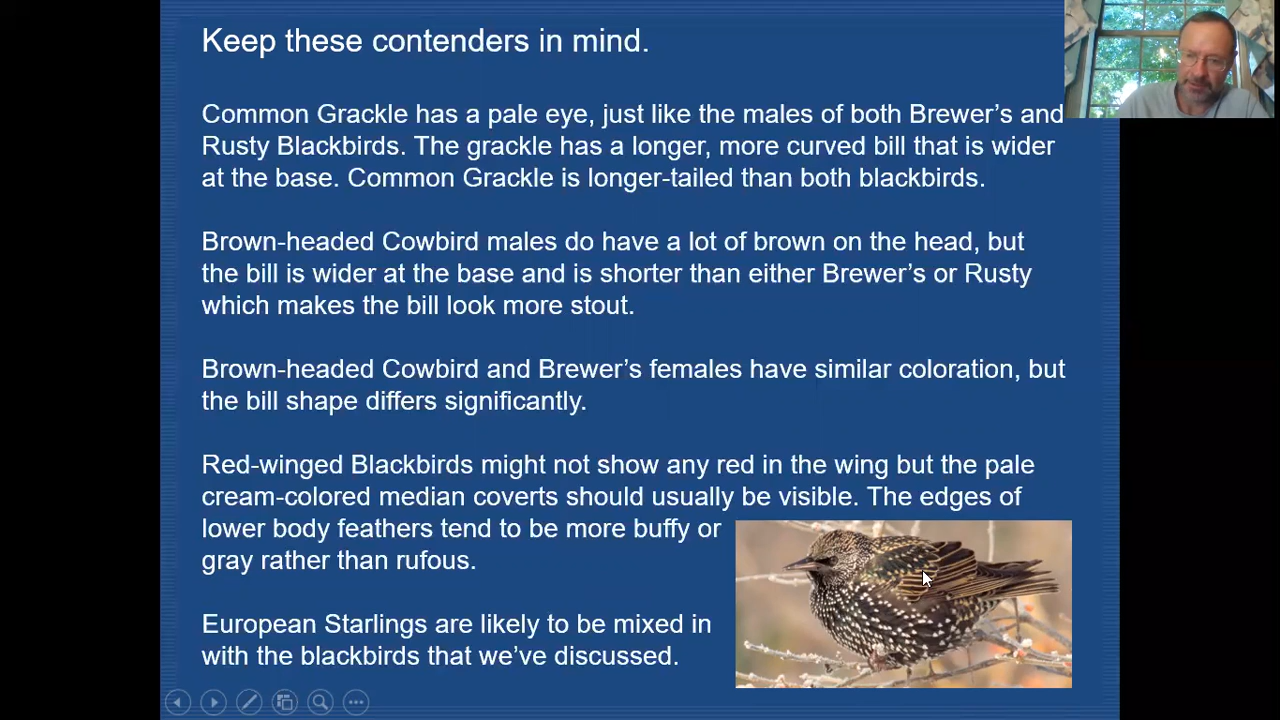 Keep these contenders in mind.
Common Grackle has a pale eye, just like the males of both Brewer’s and
Rusty Blackbirds. The grackle has a longer, more curved bill that is wider
at the base. Common Grackle is longer-tailed than both blackbirds.
Brown-headed Cowbird males do have a lot of brown on the head, but
the bill is wider at the base and is shorter than either Brewer’s or Rusty
which makes the bill look more stout.
Brown-headed Cowbird and Brewer’s females have similar coloration, but
the bill shape differs significantly.
Red-winged Blackbirds might not show any red in the wing but the pale
cream-colored median coverts should usually be visible. The edges of
lower body feathers tend to be more buffy or
gray rather than rufous.
European Starlings are likely to be mixed in
with the blackbirds that we’ve discussed.